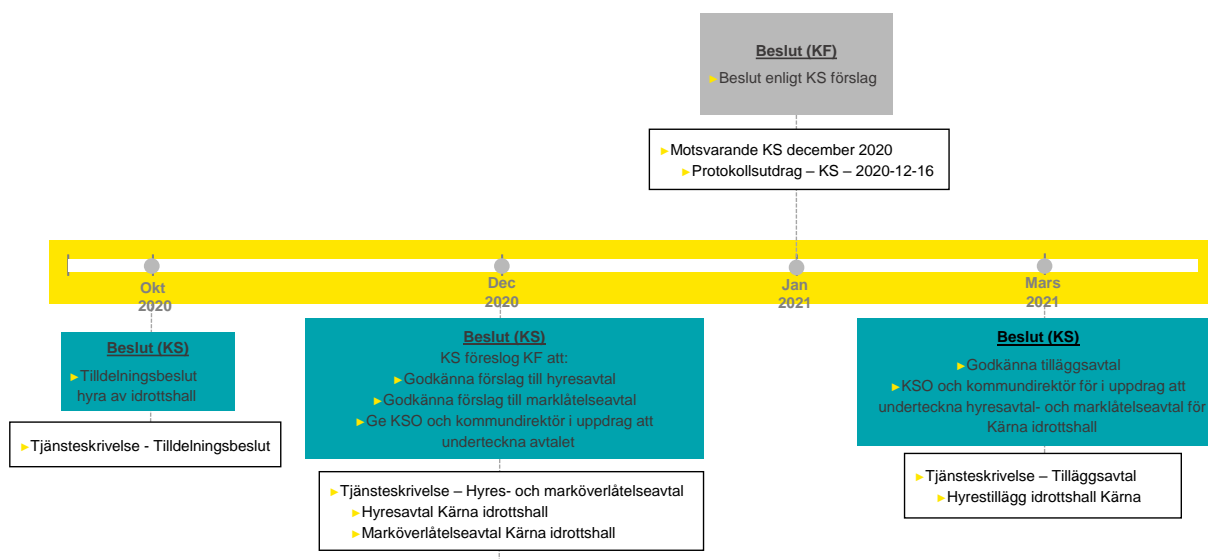 Beslut (KF)
►Beslut enligt KS förslag
►Motsvarande KS december 2020
►Protokollsutdrag – KS – 2020-12-16
Okt
2020
Dec
2020
Jan
2021
Mars
2021
Beslut (KS)
►Tilldelningsbeslut
hyra av idrottshall
►Tjänsteskrivelse - Tilldelningsbeslut
Beslut (KS)
KS föreslog KF att:
►Godkänna förslag till hyresavtal
►Godkänna förslag till marklåtelseavtal
►Ge KSO och kommundirektör i uppdrag att
underteckna avtalet
►Tjänsteskrivelse – Hyres- och marköverlåtelseavtal
►Hyresavtal Kärna idrottshall
►Marköverlåtelseavtal Kärna idrottshall
Beslut (KS)
►Godkänna tilläggsavtal
►KSO och kommundirektör för i uppdrag att
underteckna hyresavtal- och marklåtelseavtal för
Kärna idrottshall
►Tjänsteskrivelse – Tilläggsavtal
►Hyrestillägg idrottshall Kärna